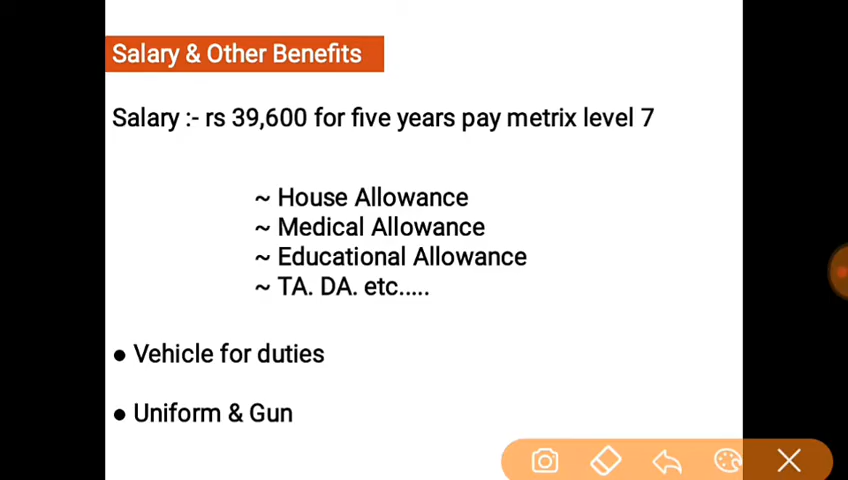 Salary & Other Benefits
Salary :- rs 39,600 for five years pay metrix level 7
~ House Allowance
~ Medical Allowance
~ Educational Allowance
~ TA. DA. etc.....
● Vehicle for duties
● Uniform & Gun